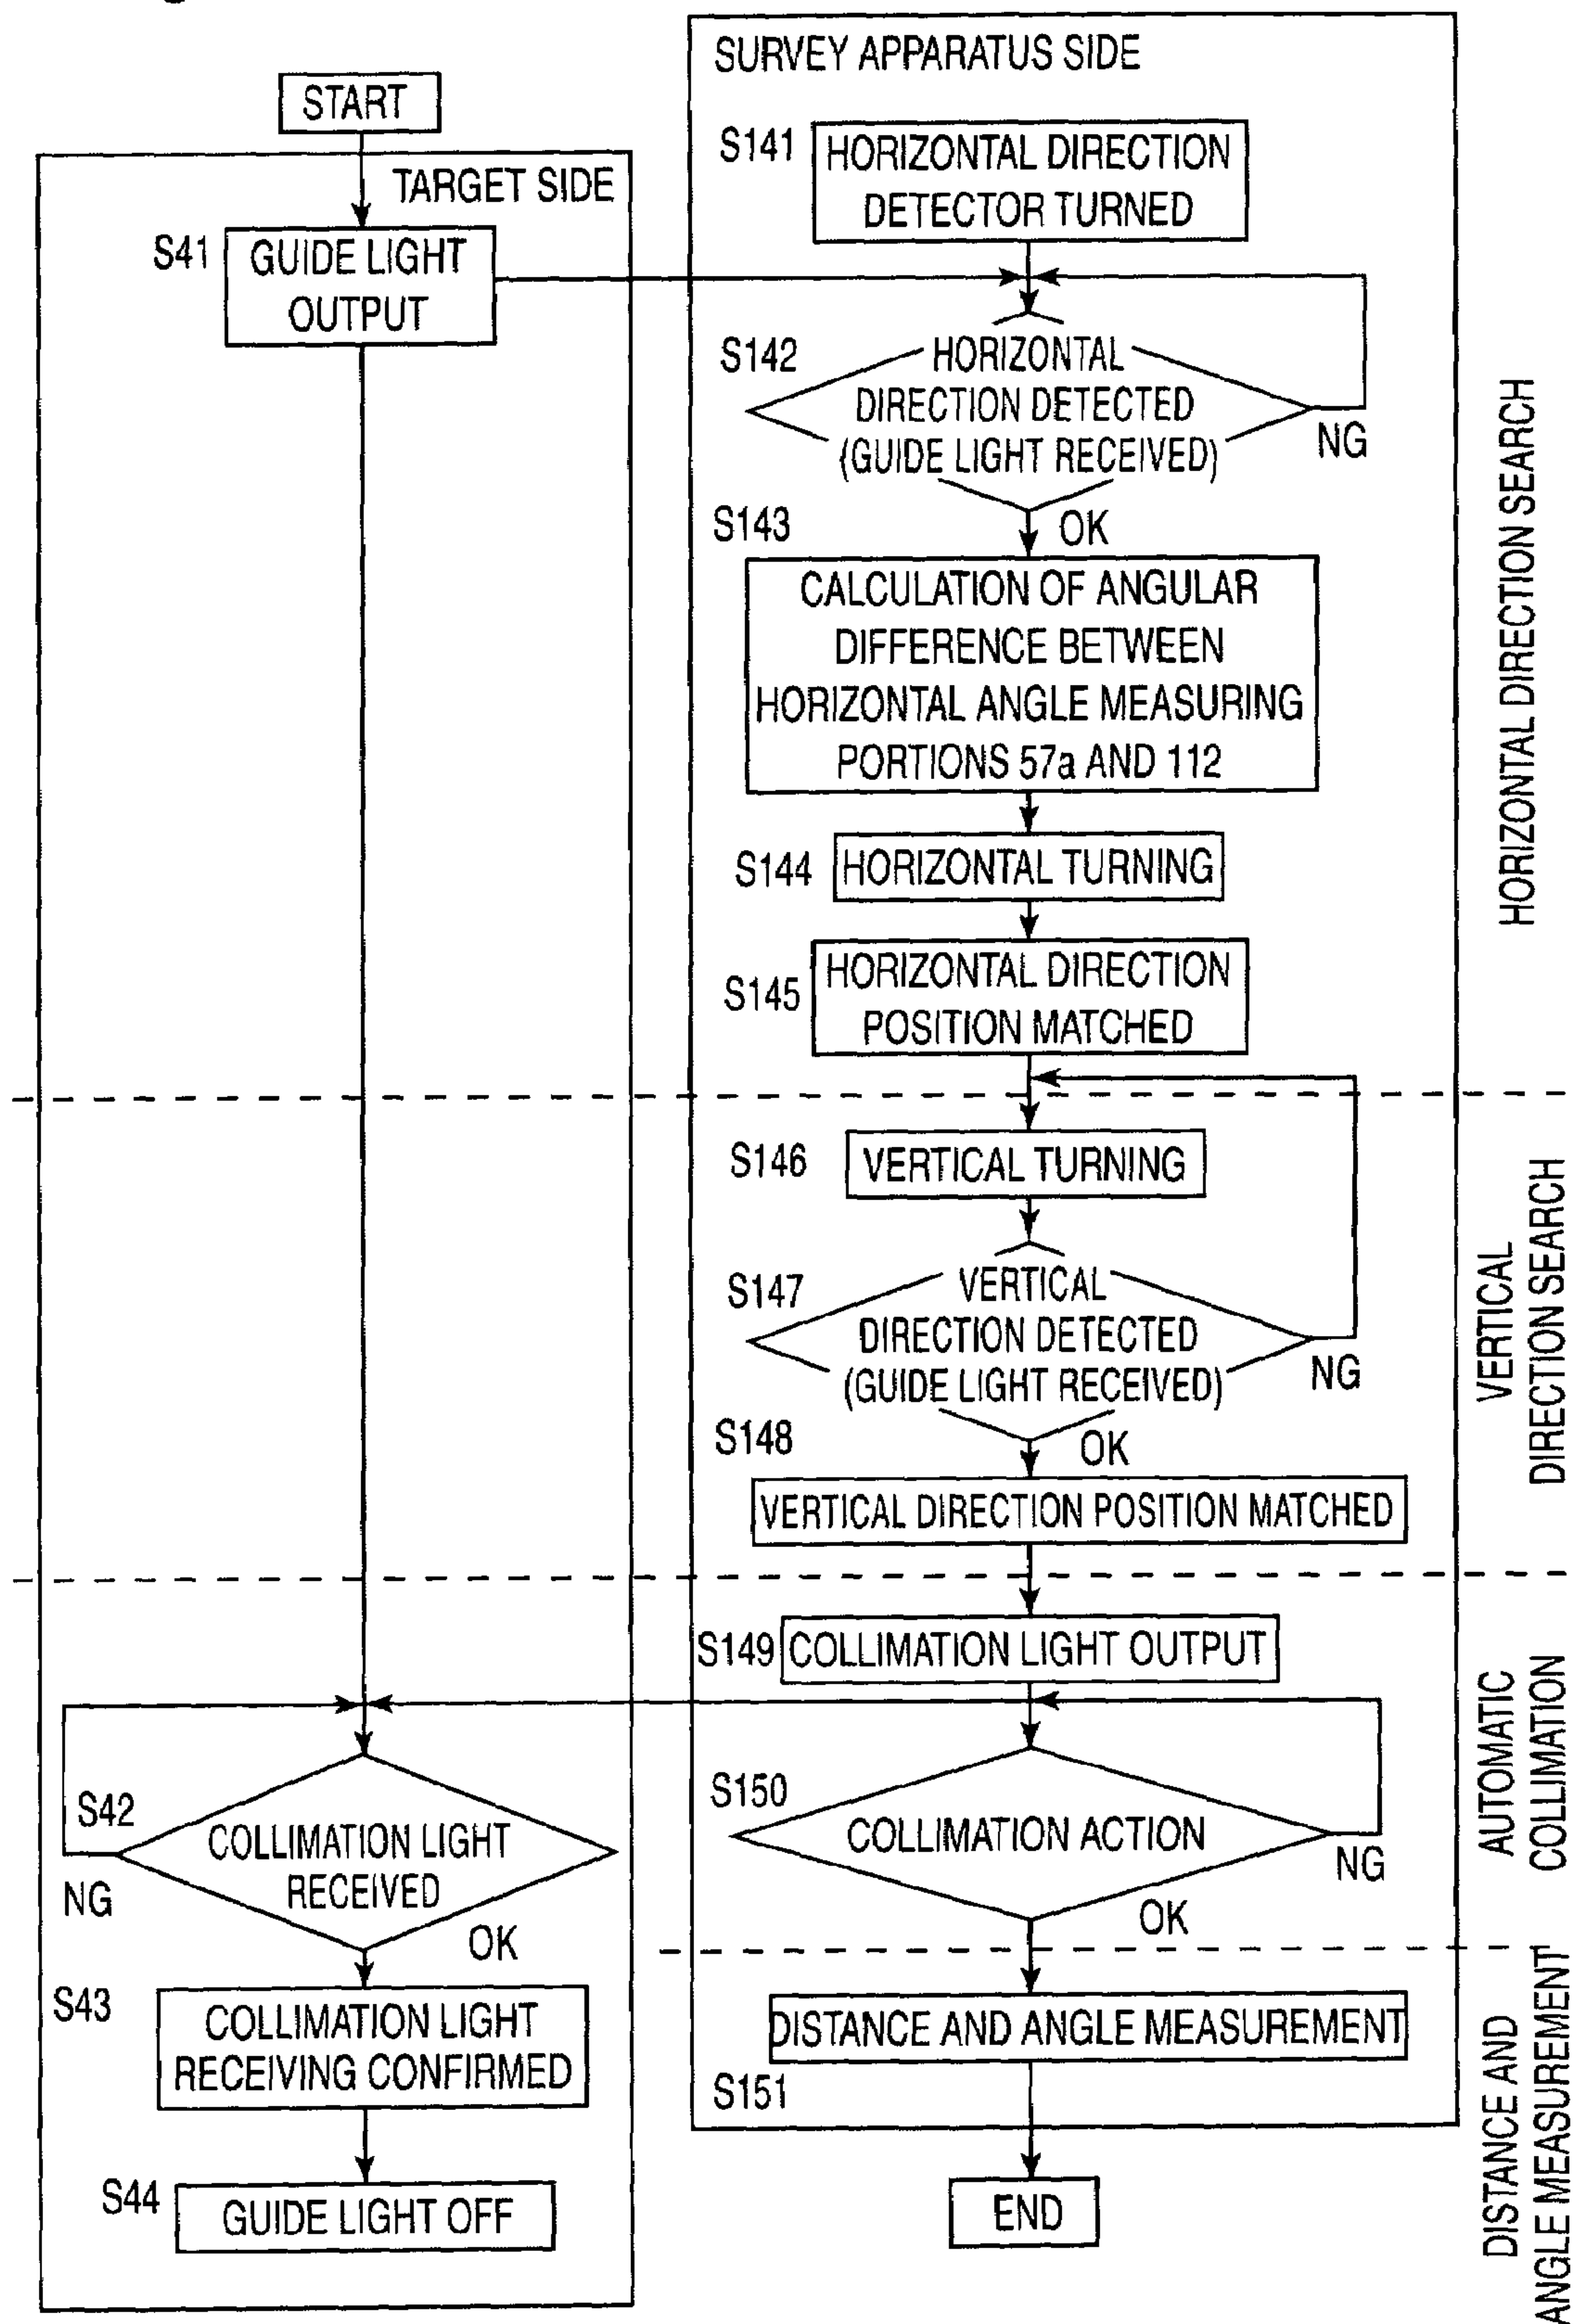 START
TARGET SIDE
S41
GUIDE LIGHT
OUTPUT
SURVEY APPARATUS SIDE
S141
HORIZONTAL DIRECTION
DETECTOR TURNED
S142
HORIZONTAL
DIRECTION DETECTED
(GUIDE LIGHT RECEIVED)
NG
OK
S143
CALCULATION OF ANGULAR
DIFFERENCE BETWEEN
HORIZONTAL ANGLE MEASURING
PORTIONS 57a AND 112
S144
HORIZONTAL TURNING
S145
HORIZONTAL DIRECTION
POSITION MATCHED
HORIZONTAL DIRECTION SEARCH
S146
VERTICAL TURNING
S147
VERTICAL
DIRECTION DETECTED
(GUIDE LIGHT RECEIVED)
NG
OK
S148
VERTICAL DIRECTION POSITION MATCHED
VERTICAL
DIRECTION SEARCH
S149
COLLIMATION LIGHT OUTPUT
S150
COLLIMATION ACTION
NG
OK
AUTOMATIC
COLLIMATION
S42
COLLIMATION LIGHT
RECEIVED
NG
OK
S43
COLLIMATION LIGHT
RECEIVING CONFIRMED
S44
GUIDE LIGHT OFF
DISTANCE AND ANGLE MEASUREMENT
S151
END
DISTANCE AND
ANGLE MEASUREMENT